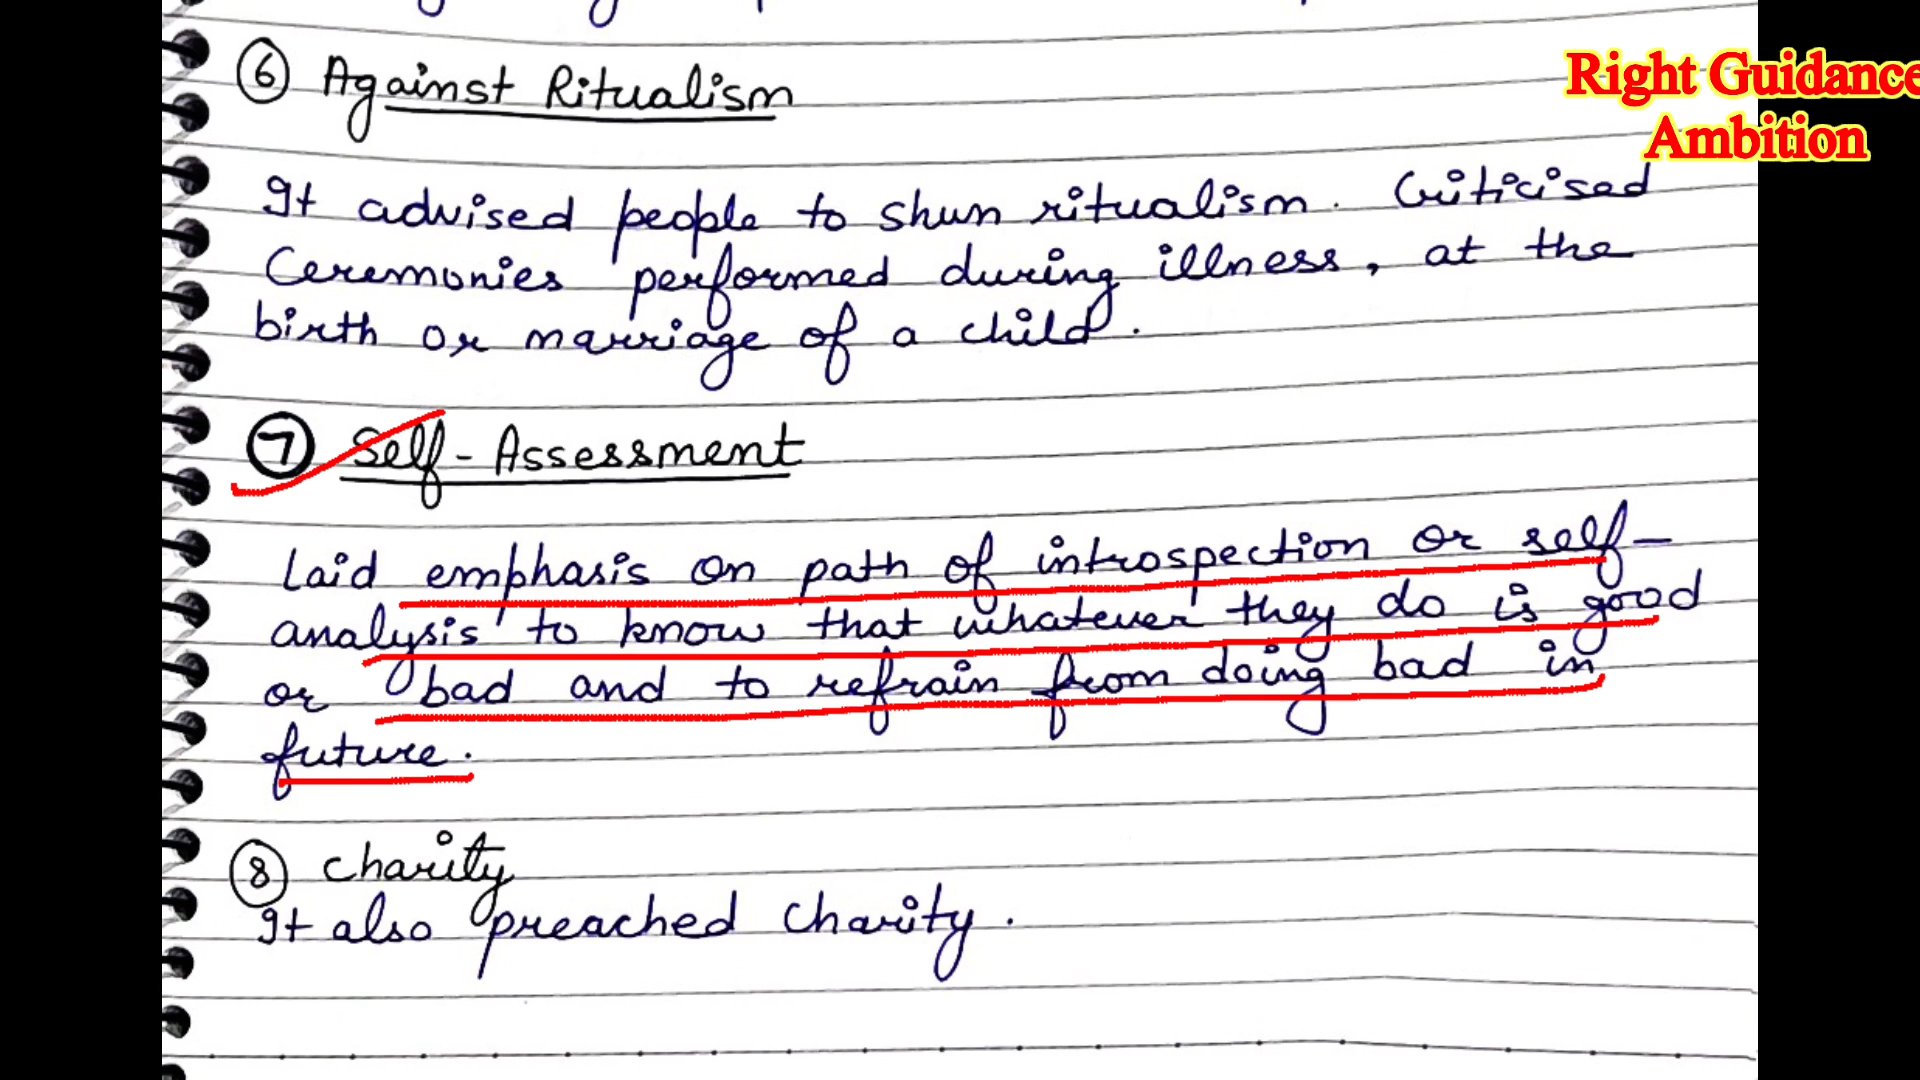 6 Against Ritualism
Right Guidance
Ambition
It advised people to shun ritualism. Criticised
Ceremonies performed during illness, at the
birth or marriage of a child.
7 Self-Assessment
Laid emphasis on path of introspection or self-
analysis to know that whatever they do is good
or bad and to refrain from doing bad in
future.
8 Charity
It also preached charity.